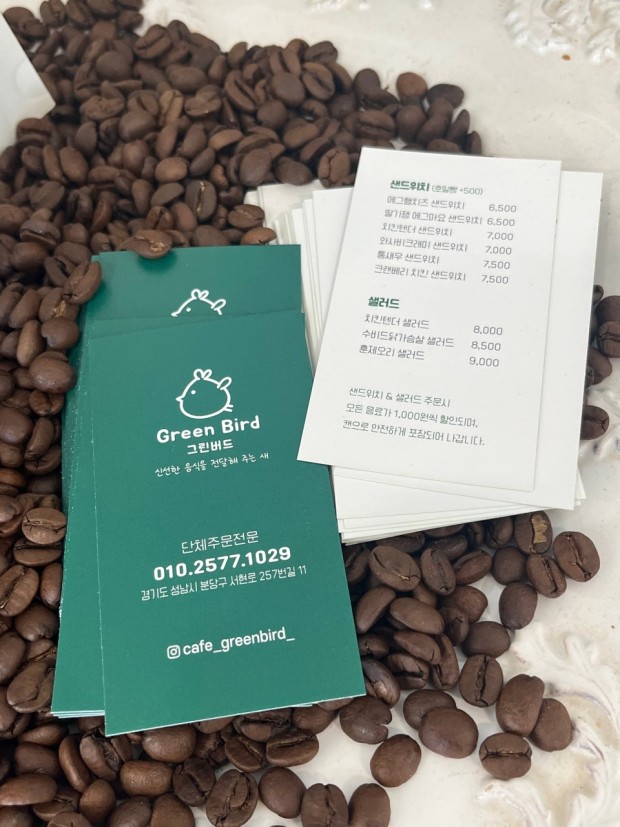 Green Bird
그린버드
신선한 음식을 전달해 주는 새
단체주문전문
010.2577.1029
경기도 성남시 분당구 서현로 257번길 11
cafe_greenbird_
샌드위치 (호밀빵 +500)
에그햄치즈 샌드위치 6,500
딸기잼 에그마요 샌드위치 6,500
치킨텐더 샌드위치 7,000
와사비크래미 샌드위치 7,000
통새우 샌드위치 7,500
크랜베리 치킨 샌드위치 7,500
샐러드
치킨텐더 샐러드 8,000
수비드닭가슴살 샐러드 8,500
훈제오리 샐러드 9,000
샌드위치 & 샐러드 주문시
모든 음료가 1,000원씩 할인되며,
캔으로 안전하게 포장되어 나갑니다.